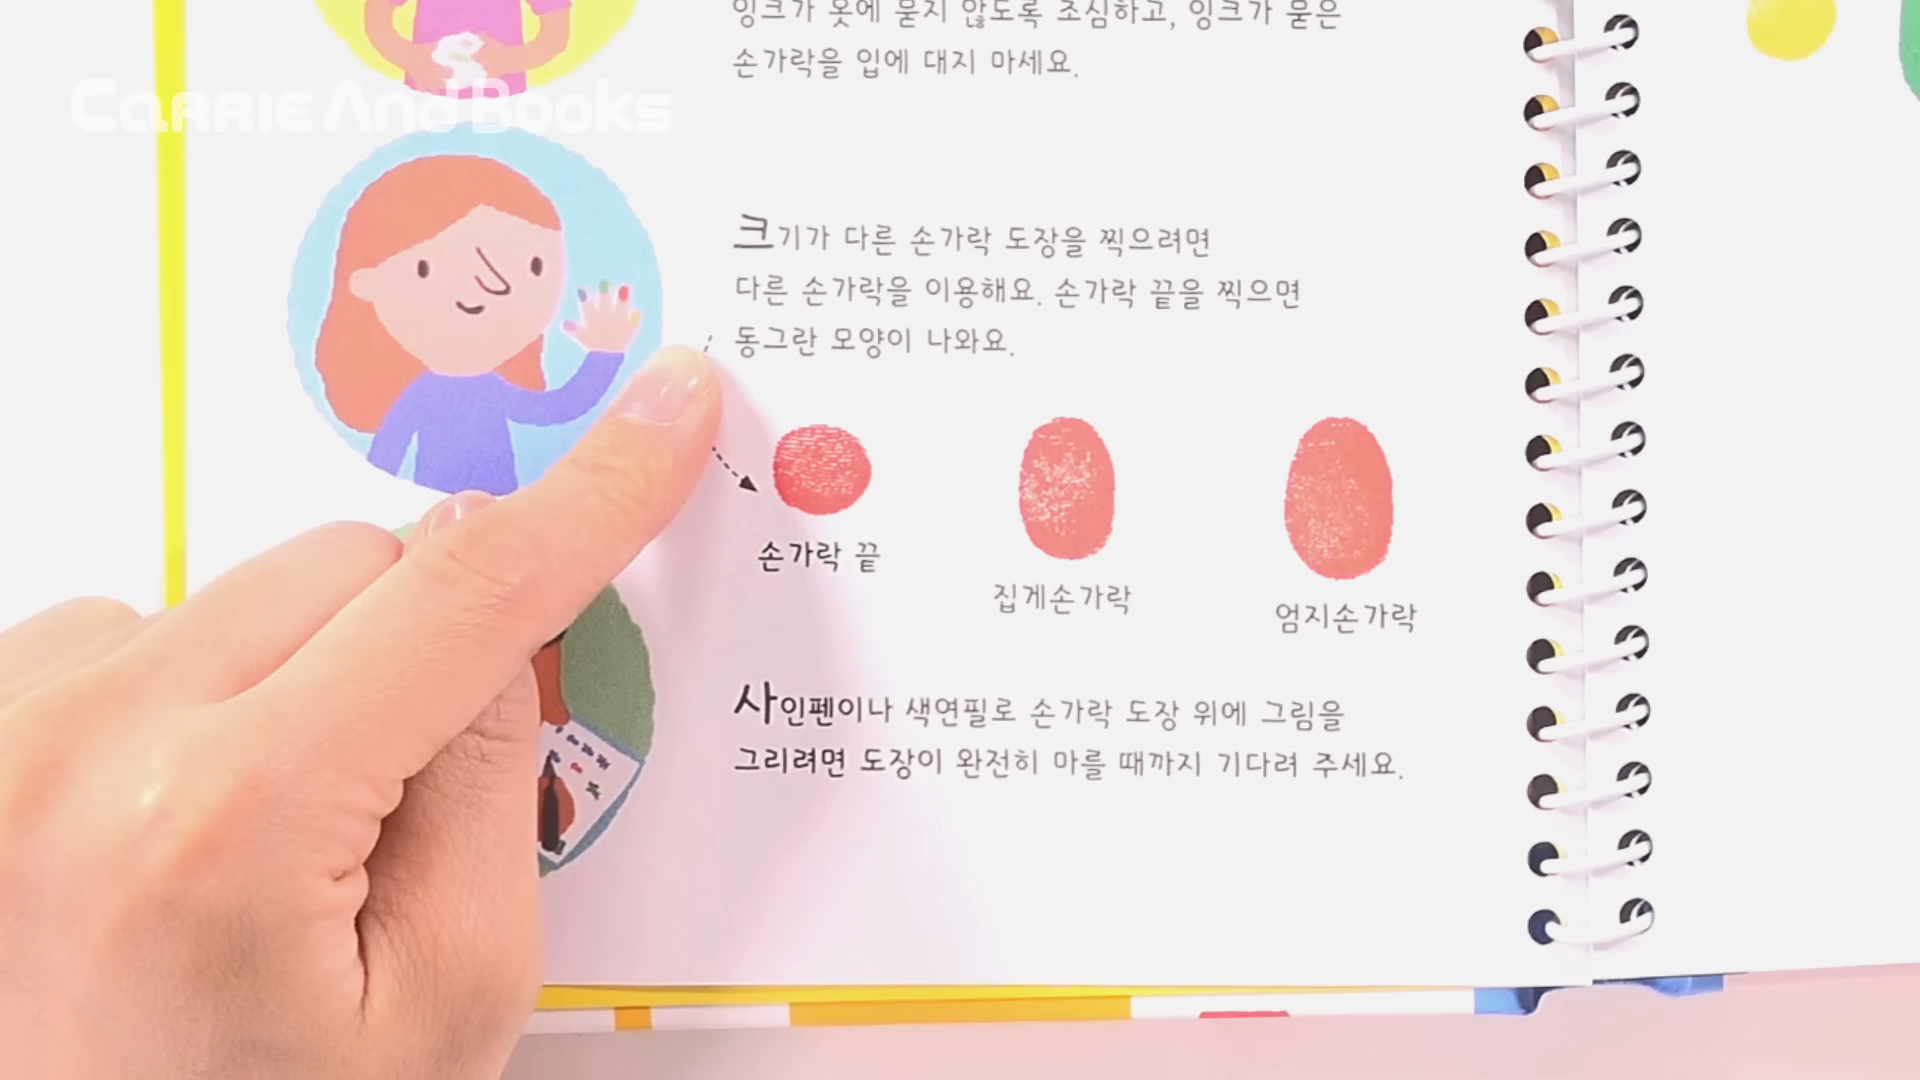 잉크가 옷에 묻지 않도록 조심하고, 잉크가 묻은
손가락을 입에 대지 마세요.
CARRIE And Books
크기가 다른 손가락 도장을 찍으려면
다른 손가락을 이용해요. 손가락 끝을 찍으면
동그란 모양이 나와요.
손가락 끝
집게손가락
엄지손가락
사인펜이나 색연필로 손가락 도장 위에 그림을
그리려면 도장이 완전히 마를 때까지 기다려 주세요.